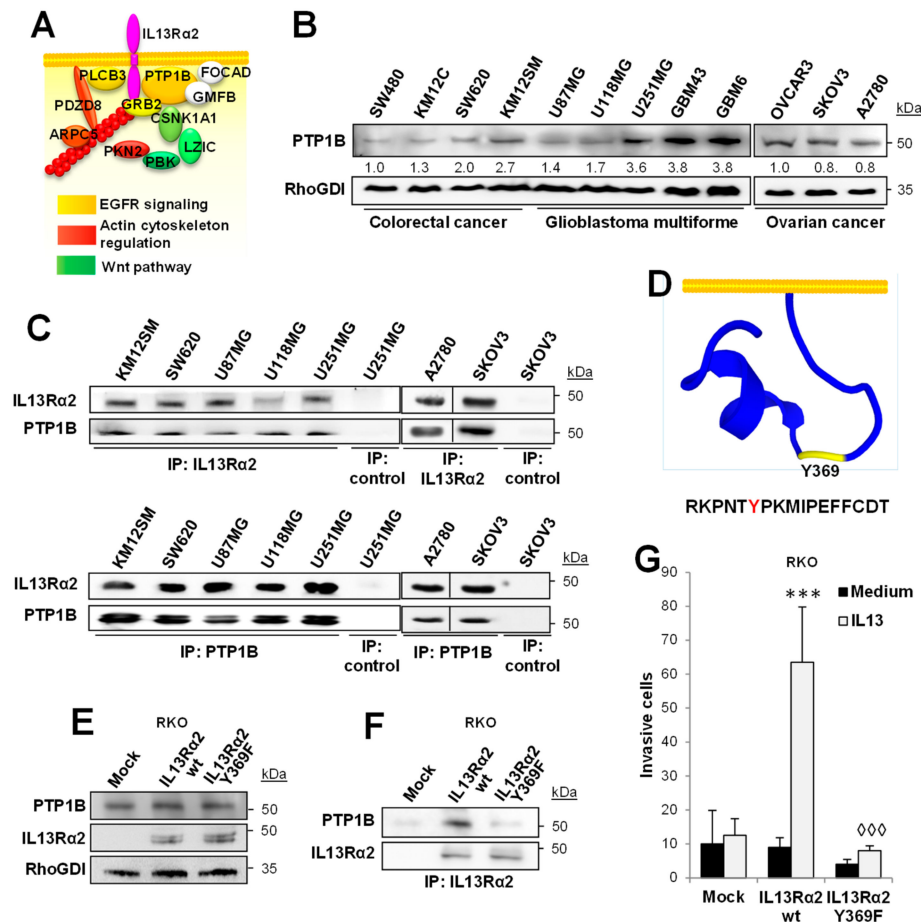 A
IL13Rα2
PLCB3
PTP1B
FOCAD
GMFB
PDZD8
GRB2
CSNK1A1
ARPC5
LZIC
PKN2
PBK
EGFR signaling
Actin cytoskeleton
regulation
Wnt pathway
B
SW480
KM12C
SW620
KM12SM
U87MG
U118MG
U251MG
GBM43
GBM6
OVCAR3
SKOV3
A2780
kDa
PTP1B
50
1.0 1.3 2.0 2.7 1.4 1.7 3.6 3.8 3.8 1.0 0.8. 0.8
RhoGDI
35
Colorectal cancer
Glioblastoma multiforme
Ovarian cancer
C
KM12SM
SW620
U87MG
U118MG
U251MG
U251MG
A2780
SKOV3
SKOV3
kDa
IL13Rα2
50
PTP1B
50
IP: IL13Rα2
IP:
control
IP:
IL13Rα2
IP:
control
KM12SM
SW620
U87MG
U118MG
U251MG
U251MG
A2780
SKOV3
SKOV3
kDa
IL13Rα2
50
PTP1B
50
IP: PTP1B
IP:
control
IP: PTP1B
IP:
control
D
Y369
RKPNTYPKMIPEFFCDT
E
RKO
Mock
IL13Rα2
wt
IL13Rα2
Y369F
kDa
PTP1B
50
IL13Rα2
50
RhoGDI
35
F
RKO
Mock
IL13Rα2
wt
IL13Rα2
Y369F
kDa
PTP1B
50
IL13Rα2
50
IP: IL13Rα2
G
RKO
Medium
IL13
***
◊◊◊
Invasive cells
90
80
70
60
50
40
30
20
10
0
Mock
IL13Rα2
wt
IL13Rα2
Y369F